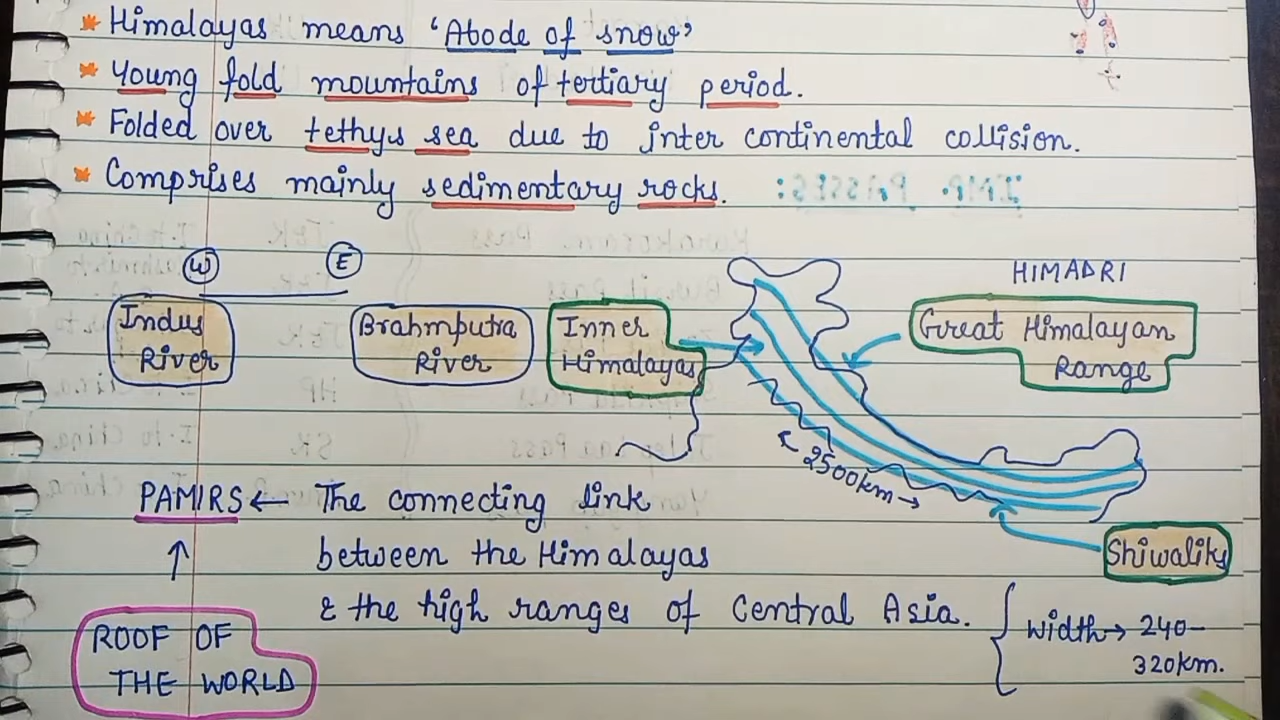 * Himalayas means 'Abode of snow'
* Young fold mountains of tertiary period.
* Folded over tethys sea due to inter continental collision.
* Comprises mainly sedimentary rocks.
W E
HIMADRI
Indus
River
Brahmputra
River
Inner
Himalayas
Great Himalayan
Range
← 2500km →
PAMIRS ← The connecting link
between the Himalayas
& the high ranges of Central Asia.
Shiwaliks
↑
ROOF OF
THE WORLD
width → 240-
320km.